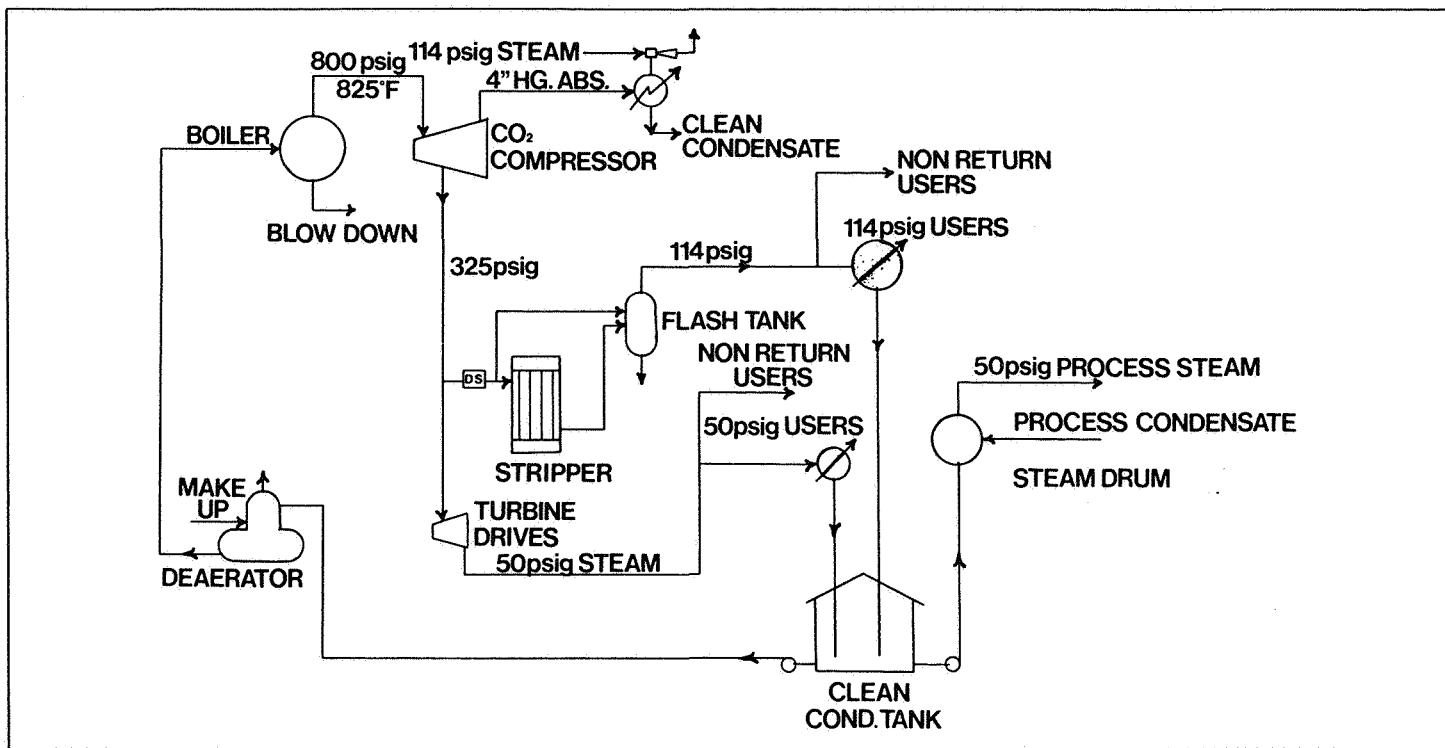 800 psig
825°F
114 psig STEAM
4" HG. ABS.
BOILER
CO₂
COMPRESSOR
CLEAN
CONDENSATE
BLOW DOWN
NON RETURN
USERS
114 psig USERS
325psig
114psig
FLASH TANK
NON RETURN
USERS
DS
50psig USERS
STRIPPER
50psig PROCESS STEAM
PROCESS CONDENSATE
STEAM DRUM
MAKE
UP
DEAERATOR
TURBINE
DRIVES
50psig STEAM
CLEAN
COND. TANK